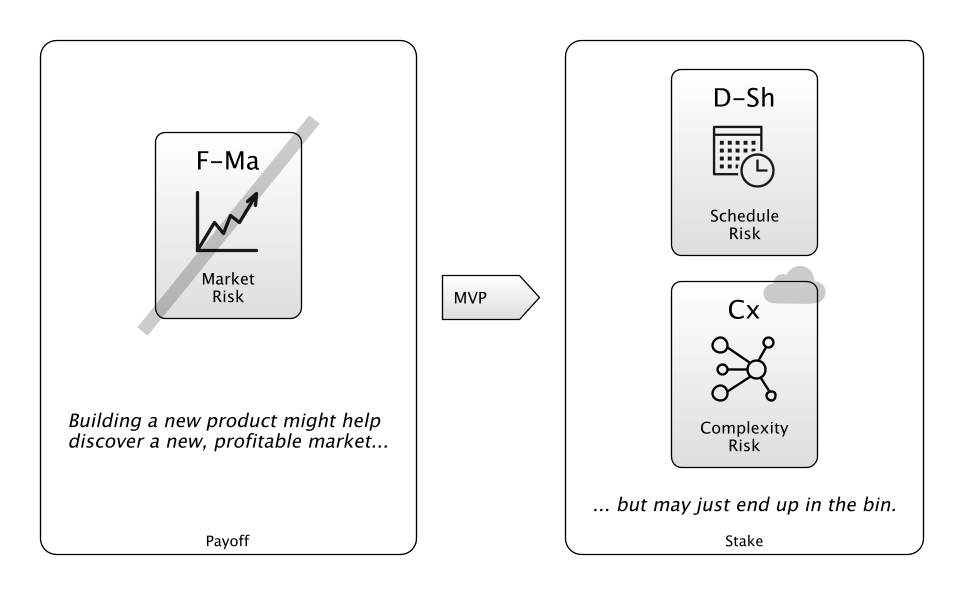 F-Ma
Market
Risk
Building a new product might help
discover a new, profitable market...
Payoff
MVP
D-Sh
Schedule
Risk
Cx
Complexity
Risk
... but may just end up in the bin.
Stake